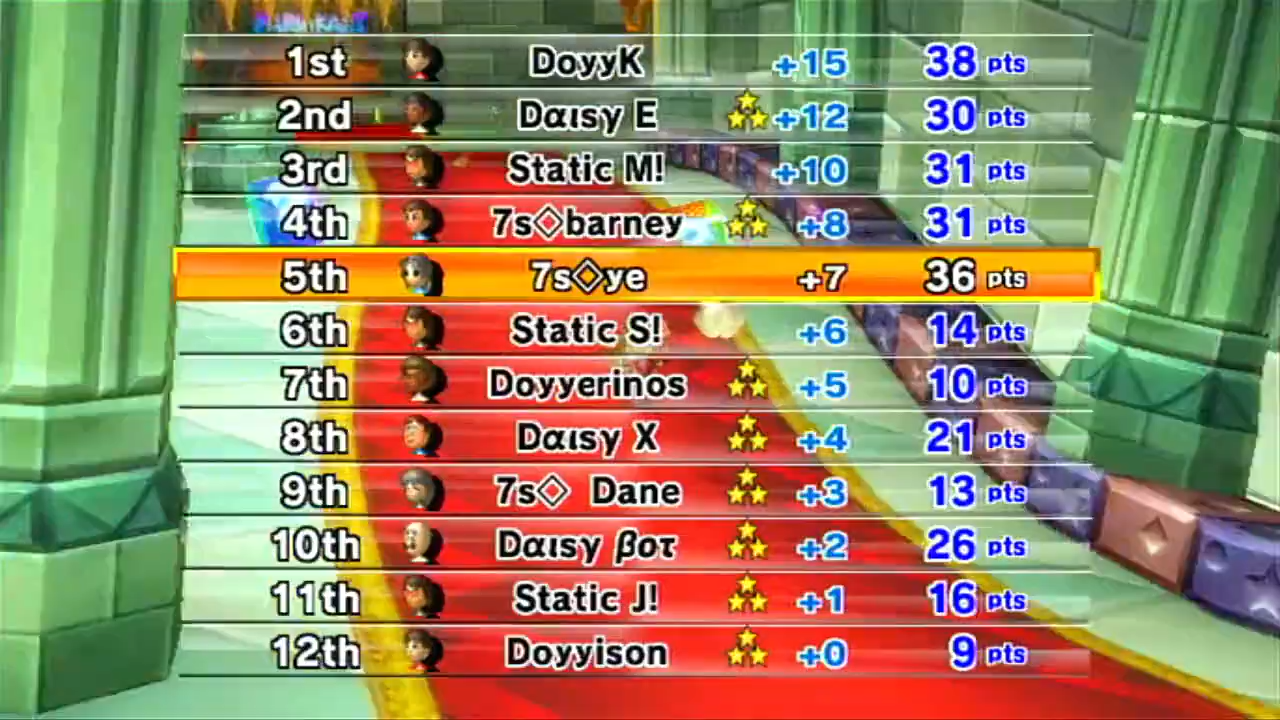 1st DoyyK +15 38 pts
2nd Dαιsy E +12 30 pts
3rd Static M! +10 31 pts
4th 7s◇barney +8 31 pts
5th 7s◇ye +7 36 pts
6th Static S! +6 14 pts
7th Doyyerinos +5 10 pts
8th Dαιsy X +4 21 pts
9th 7s◇ Dane +3 13 pts
10th Dαιsy βοτ +2 26 pts
11th Static J! +1 16 pts
12th Doyyison +0 9 pts